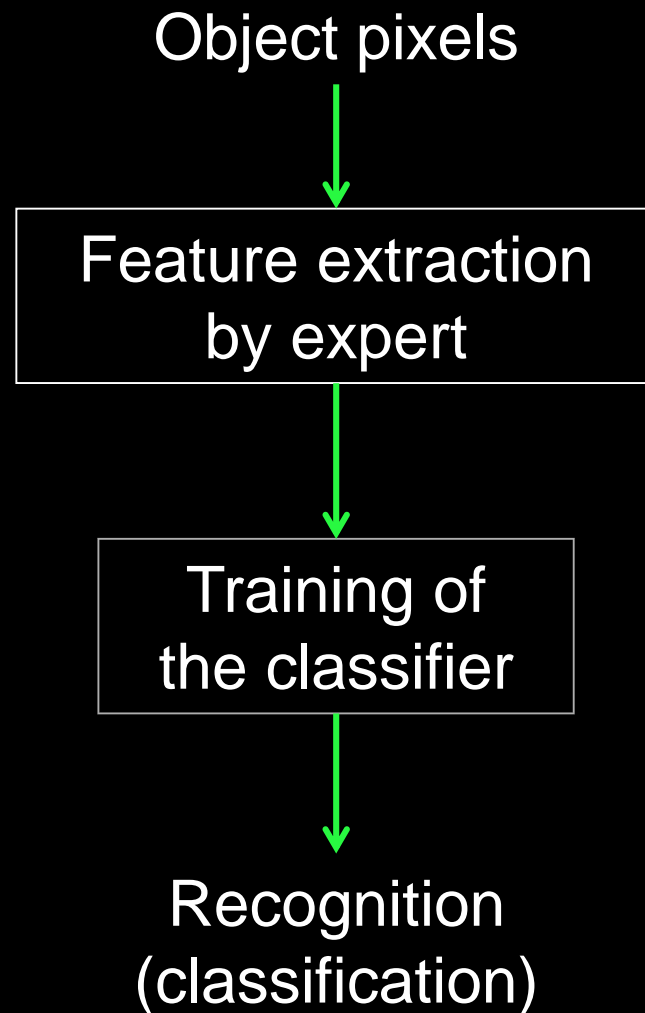 Object pixels
Feature extraction
by expert
Training of
the classifier
Recognition
(classification)